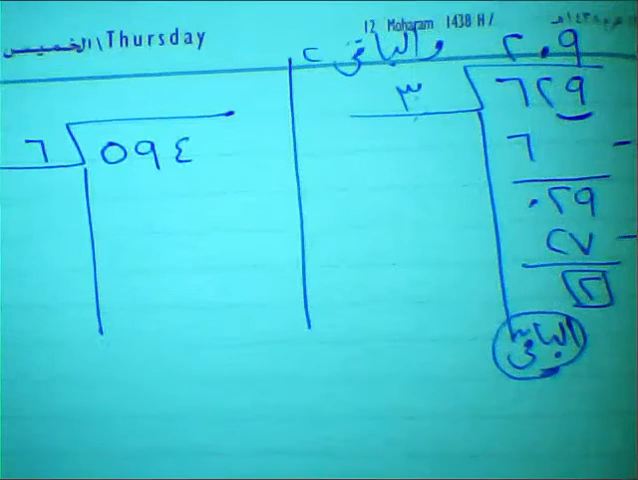 الخميس \ Thursday
12 Moharam 1438 H/
والباقي ٢
٢٠٩
٣ ٦٢٩
٦ -
٠٢٩
٢٧ -
٢
الباقي
٦ ٥٩٤